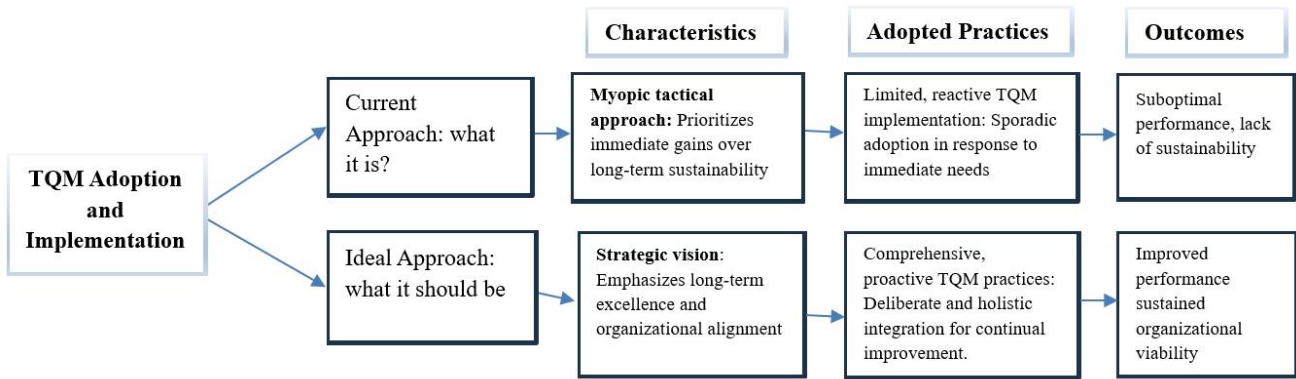 Characteristics
Adopted Practices
Outcomes
TQM Adoption
and
Implementation
Current
Approach: what
it is?
Myopic tactical
approach: Prioritizes
immediate gains over
long-term sustainability
Limited, reactive TQM
implementation: Sporadic
adoption in response to
immediate needs
Suboptimal
performance, lack
of sustainability
Ideal Approach:
what it should be
Strategic vision:
Emphasizes long-term
excellence and
organizational alignment
Comprehensive,
proactive TQM practices:
Deliberate and holistic
integration for continual
improvement.
Improved
performance
sustained
organizational
viability